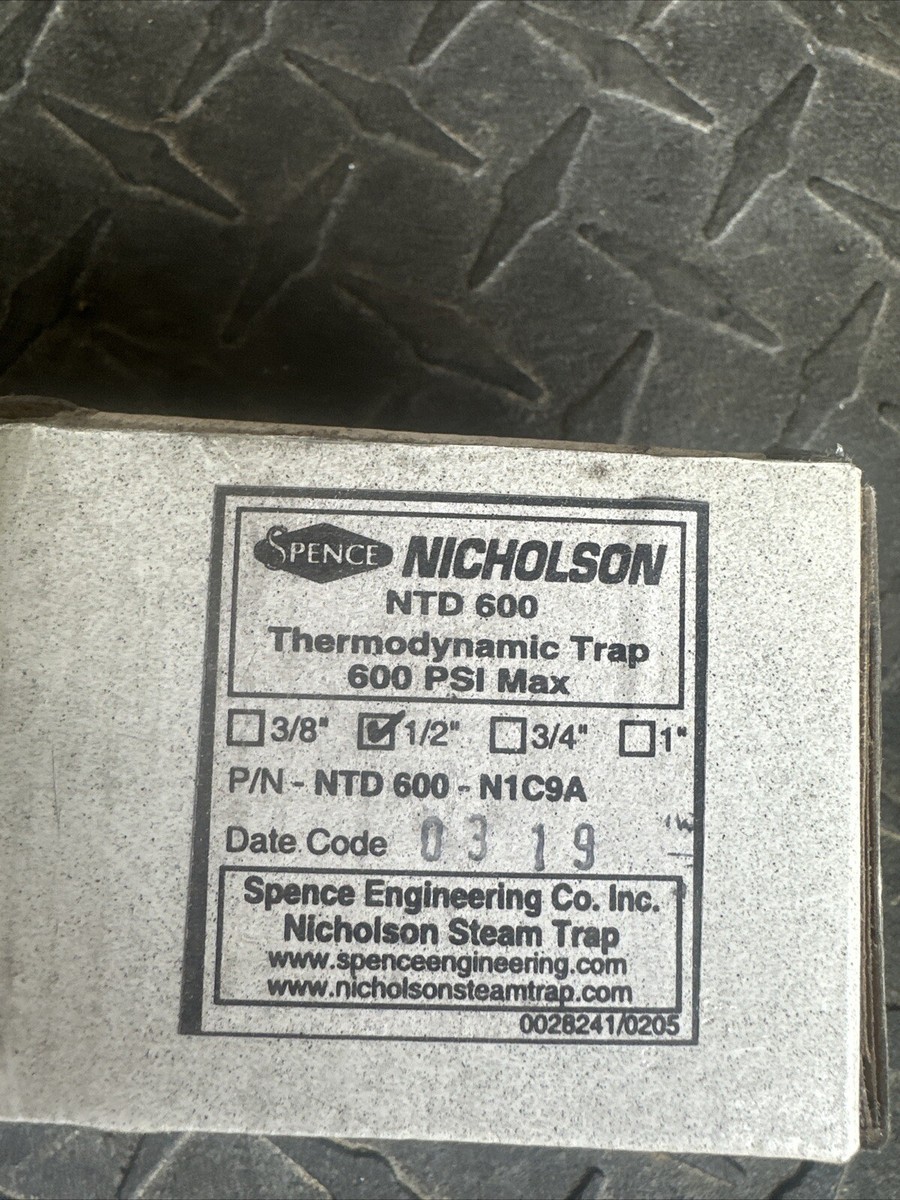 SPENCE NICHOLSON
NTD 600
Thermodynamic Trap
600 PSI Max
3/8" 1/2" 3/4" 1"
P/N - NTD 600 - N1C9A
Date Code 03 19
Spence Engineering Co. Inc.
Nicholson Steam Trap
www.spenceengineering.com
www.nicholsonsteamtrap.com
0028241/0205